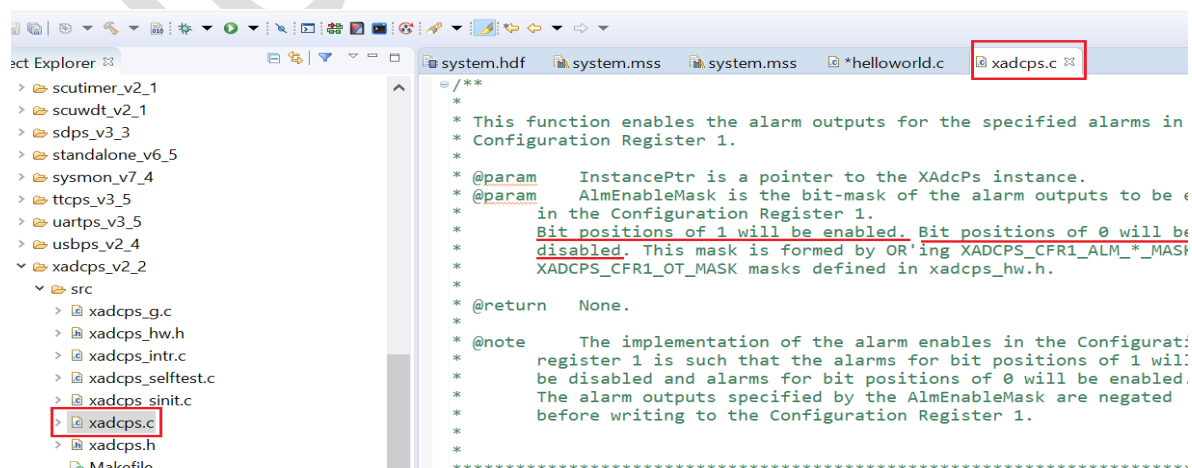 ect Explorer
scutimer_v2_1
scuwdt_v2_1
sdps_v3_3
standalone_v6_5
sysmon_v7_4
ttcps_v3_5
uartps_v3_5
usbps_v2_4
xadcps_v2_2
src
xadcps_g.c
xadcps_hw.h
xadcps_intr.c
xadcps_selftest.c
xadcps_sinit.c
xadcps.c
xadcps.h
Makefile
system.hdf system.mss system.mss *helloworld.c xadcps.c
/**
*
* This function enables the alarm outputs for the specified alarms in
* Configuration Register 1.
*
* @param InstancePtr is a pointer to the XAdcPs instance.
* @param AlmEnableMask is the bit-mask of the alarm outputs to be e
* in the Configuration Register 1.
* Bit positions of 1 will be enabled. Bit positions of 0 will be
* disabled. This mask is formed by OR'ing XADCPS_CFR1_ALM_*_MASK
* XADCPS_CFR1_OT_MASK masks defined in xadcps_hw.h.
*
* @return None.
*
* @note The implementation of the alarm enables in the Configurati
* register 1 is such that the alarms for bit positions of 1 will
* be disabled and alarms for bit positions of 0 will be enabled.
* The alarm outputs specified by the AlmEnableMask are negated
* before writing to the Configuration Register 1.
*
*